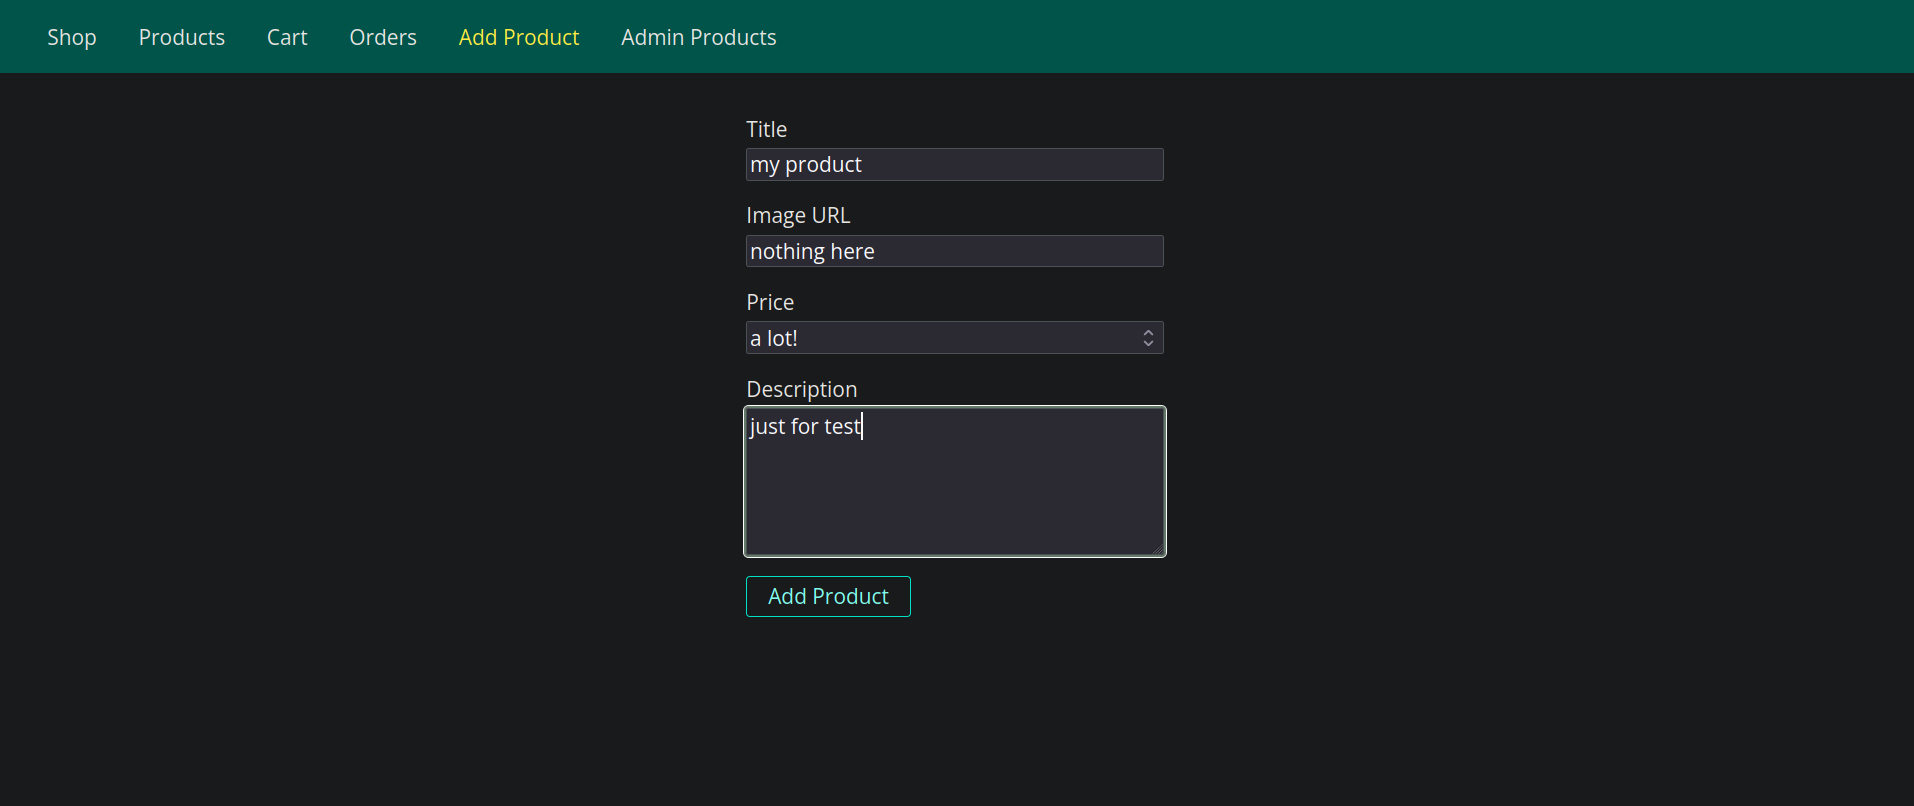 Shop Products Cart Orders Add Product Admin Products
Title
my product
Image URL
nothing here
Price
a lot!
Description
just for test
Add Product